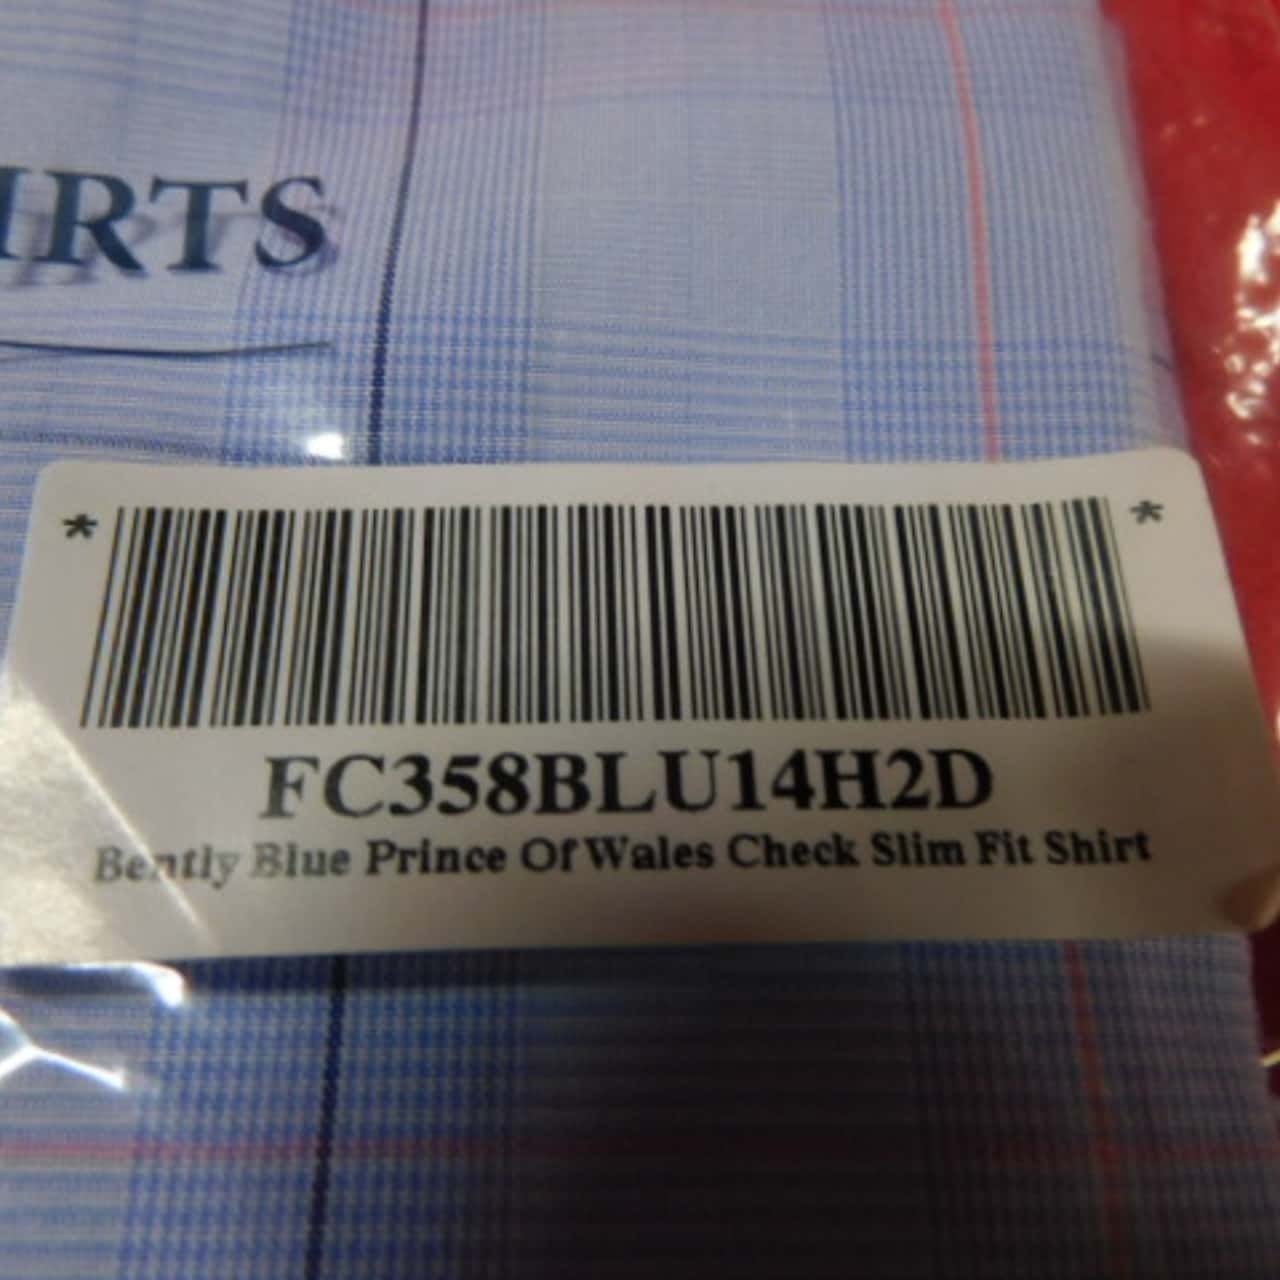 IRTS
* *
FC358BLU14H2D
Bently Blue Prince Of Wales Check Slim Fit Shirt